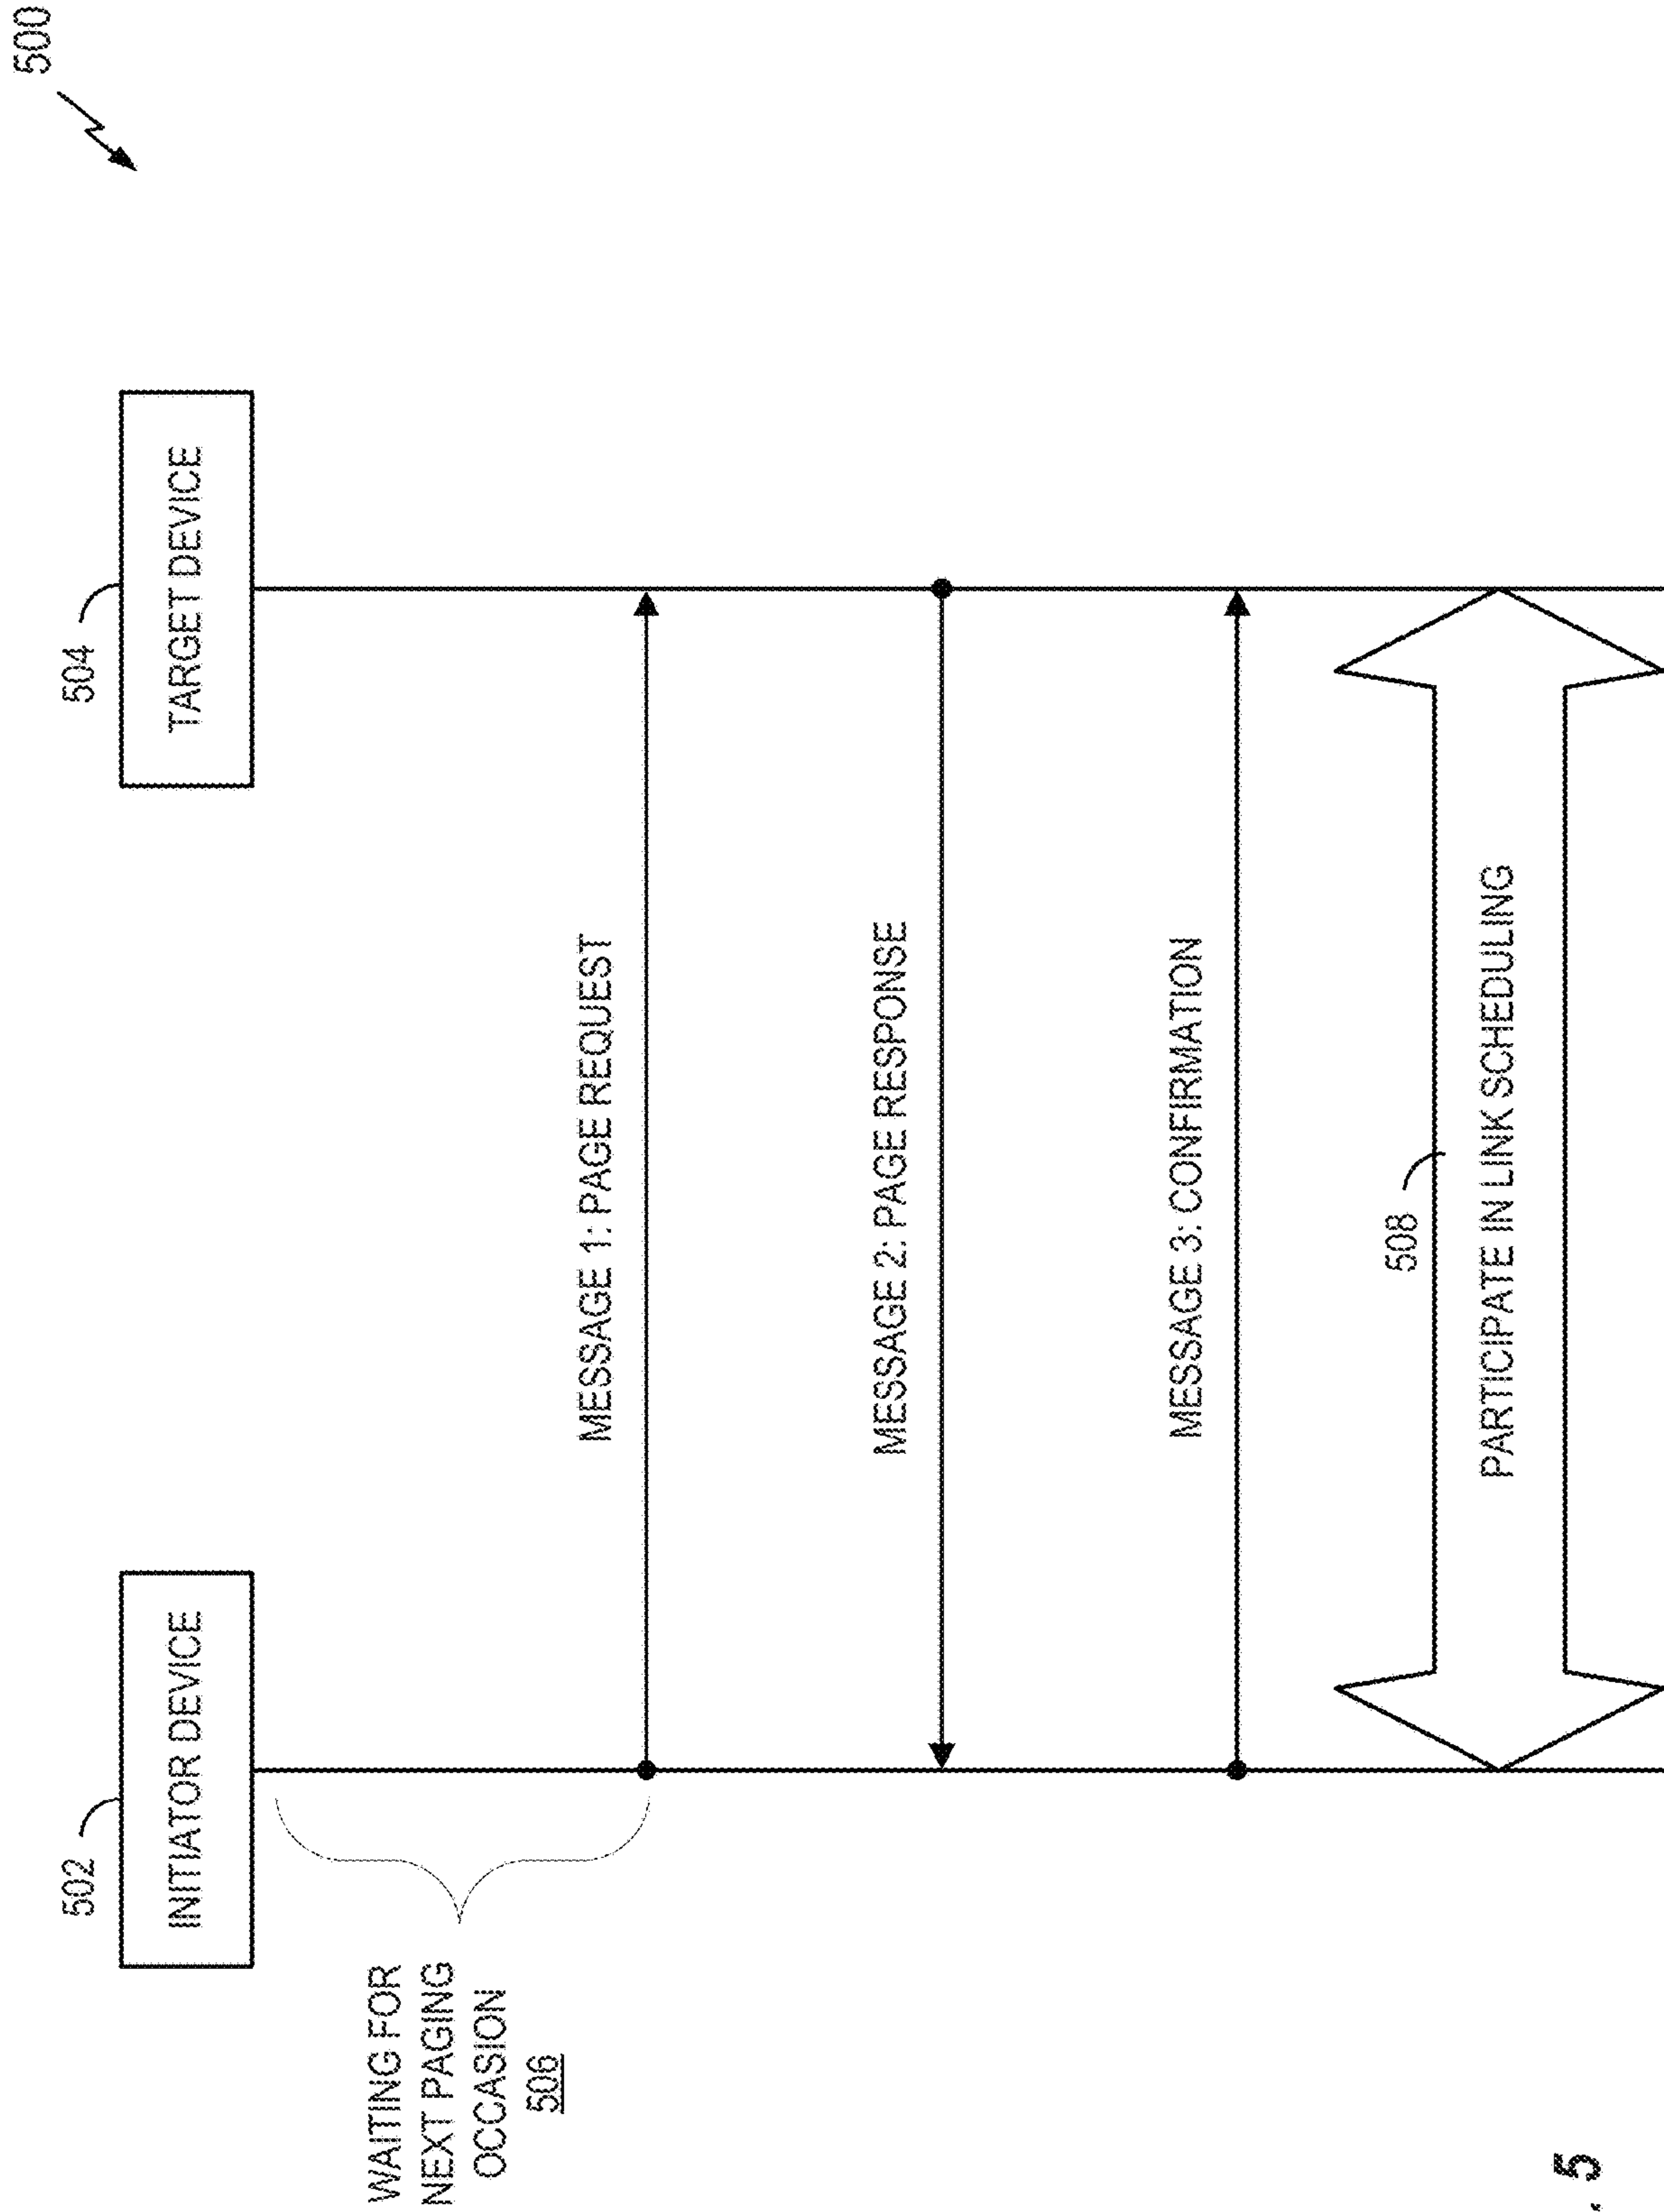 500
502
INITIATOR DEVICE
504
TARGET DEVICE
WAITING FOR
NEXT PAGING
OCCASION
506
MESSAGE 1: PAGE REQUEST
MESSAGE 2: PAGE RESPONSE
MESSAGE 3: CONFIRMATION
508
PARTICIPATE IN LINK SCHEDULING
. 5